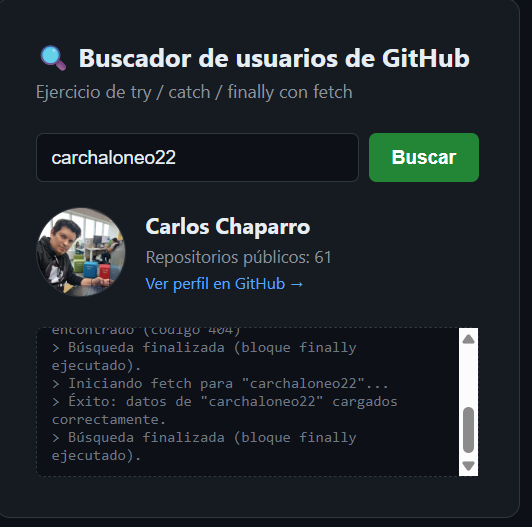 🔍 Buscador de usuarios de GitHub
Ejercicio de try / catch / finally con fetch
carchaloneo22
Buscar
Carlos Chaparro
Repositorios públicos: 61
Ver perfil en GitHub →
encontrado (código 404)
> Búsqueda finalizada (bloque finally
ejecutado).
> Iniciando fetch para "carchaloneo22"...
> Éxito: datos de "carchaloneo22" cargados
correctamente.
> Búsqueda finalizada (bloque finally
ejecutado).